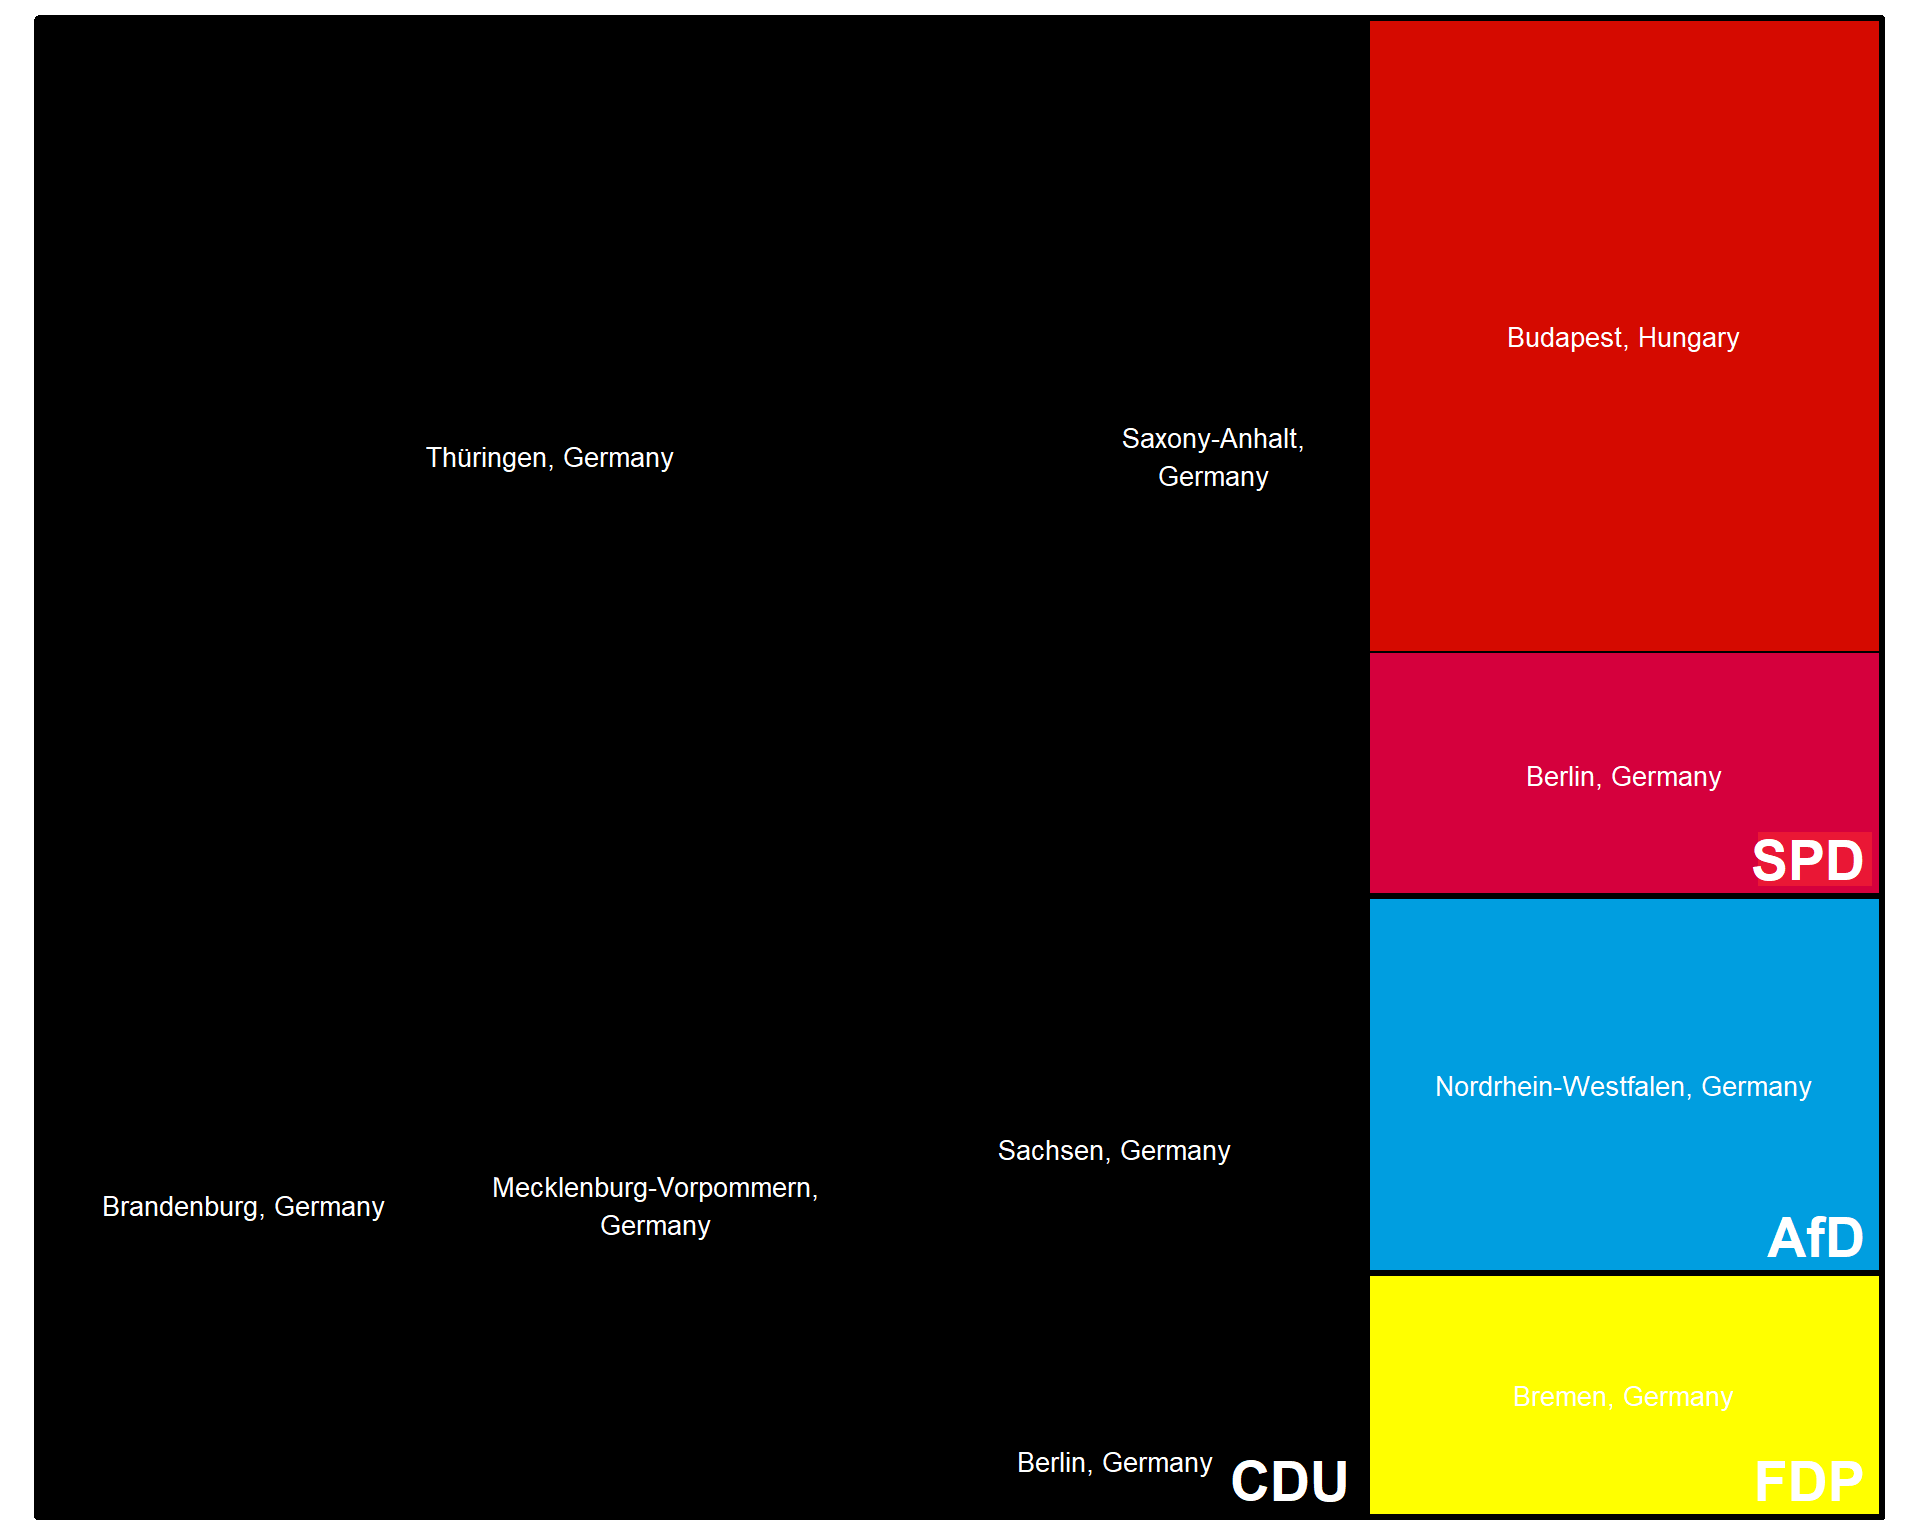 Thüringen, Germany
Saxony-Anhalt,
Germany
Brandenburg, Germany
Mecklenburg-Vorpommern,
Germany
Sachsen, Germany
Berlin, Germany
CDU
Budapest, Hungary
Berlin, Germany
SPD
Nordrhein-Westfalen, Germany
AfD
Bremen, Germany
FDP